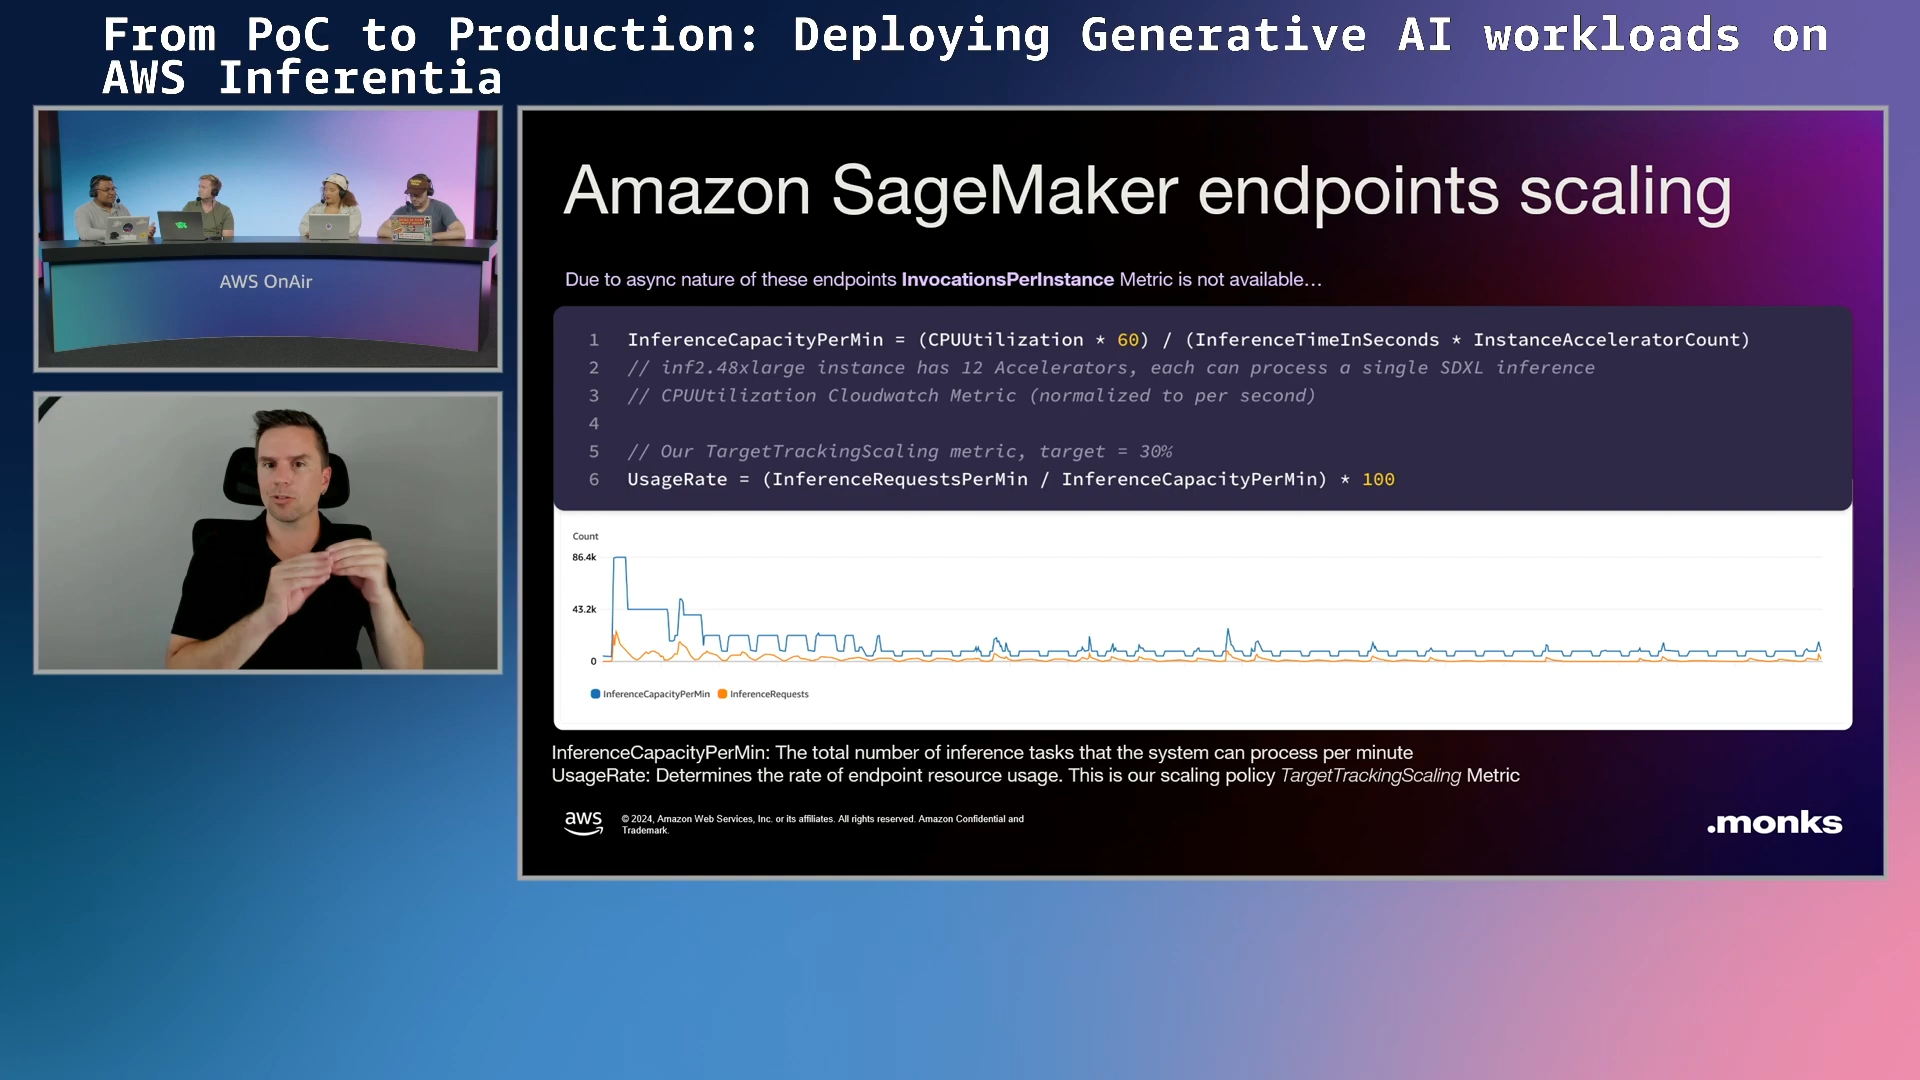 From PoC to Production: Deploying Generative AI workloads on
AWS Inferentia
AWS OnAir
Amazon SageMaker endpoints scaling
Due to async nature of these endpoints InvocationsPerInstance Metric is not available…
1 InferenceCapacityPerMin = (CPUUtilization * 60) / (InferenceTimeInSeconds * InstanceAcceleratorCount)
2 // inf2.48xlarge instance has 12 Accelerators, each can process a single SDXL inference
3 // CPUUtilization Cloudwatch Metric (normalized to per second)
4
5 // Our TargetTrackingScaling metric, target = 30%
6 UsageRate = (InferenceRequestsPerMin / InferenceCapacityPerMin) * 100
Count
86.4k
43.2k
0
InferenceCapacityPerMin InferenceRequests
InferenceCapacityPerMin: The total number of inference tasks that the system can process per minute
UsageRate: Determines the rate of endpoint resource usage. This is our scaling policy TargetTrackingScaling Metric
aws
© 2024, Amazon Web Services, Inc. or its affiliates. All rights reserved. Amazon Confidential and
Trademark.
.monks